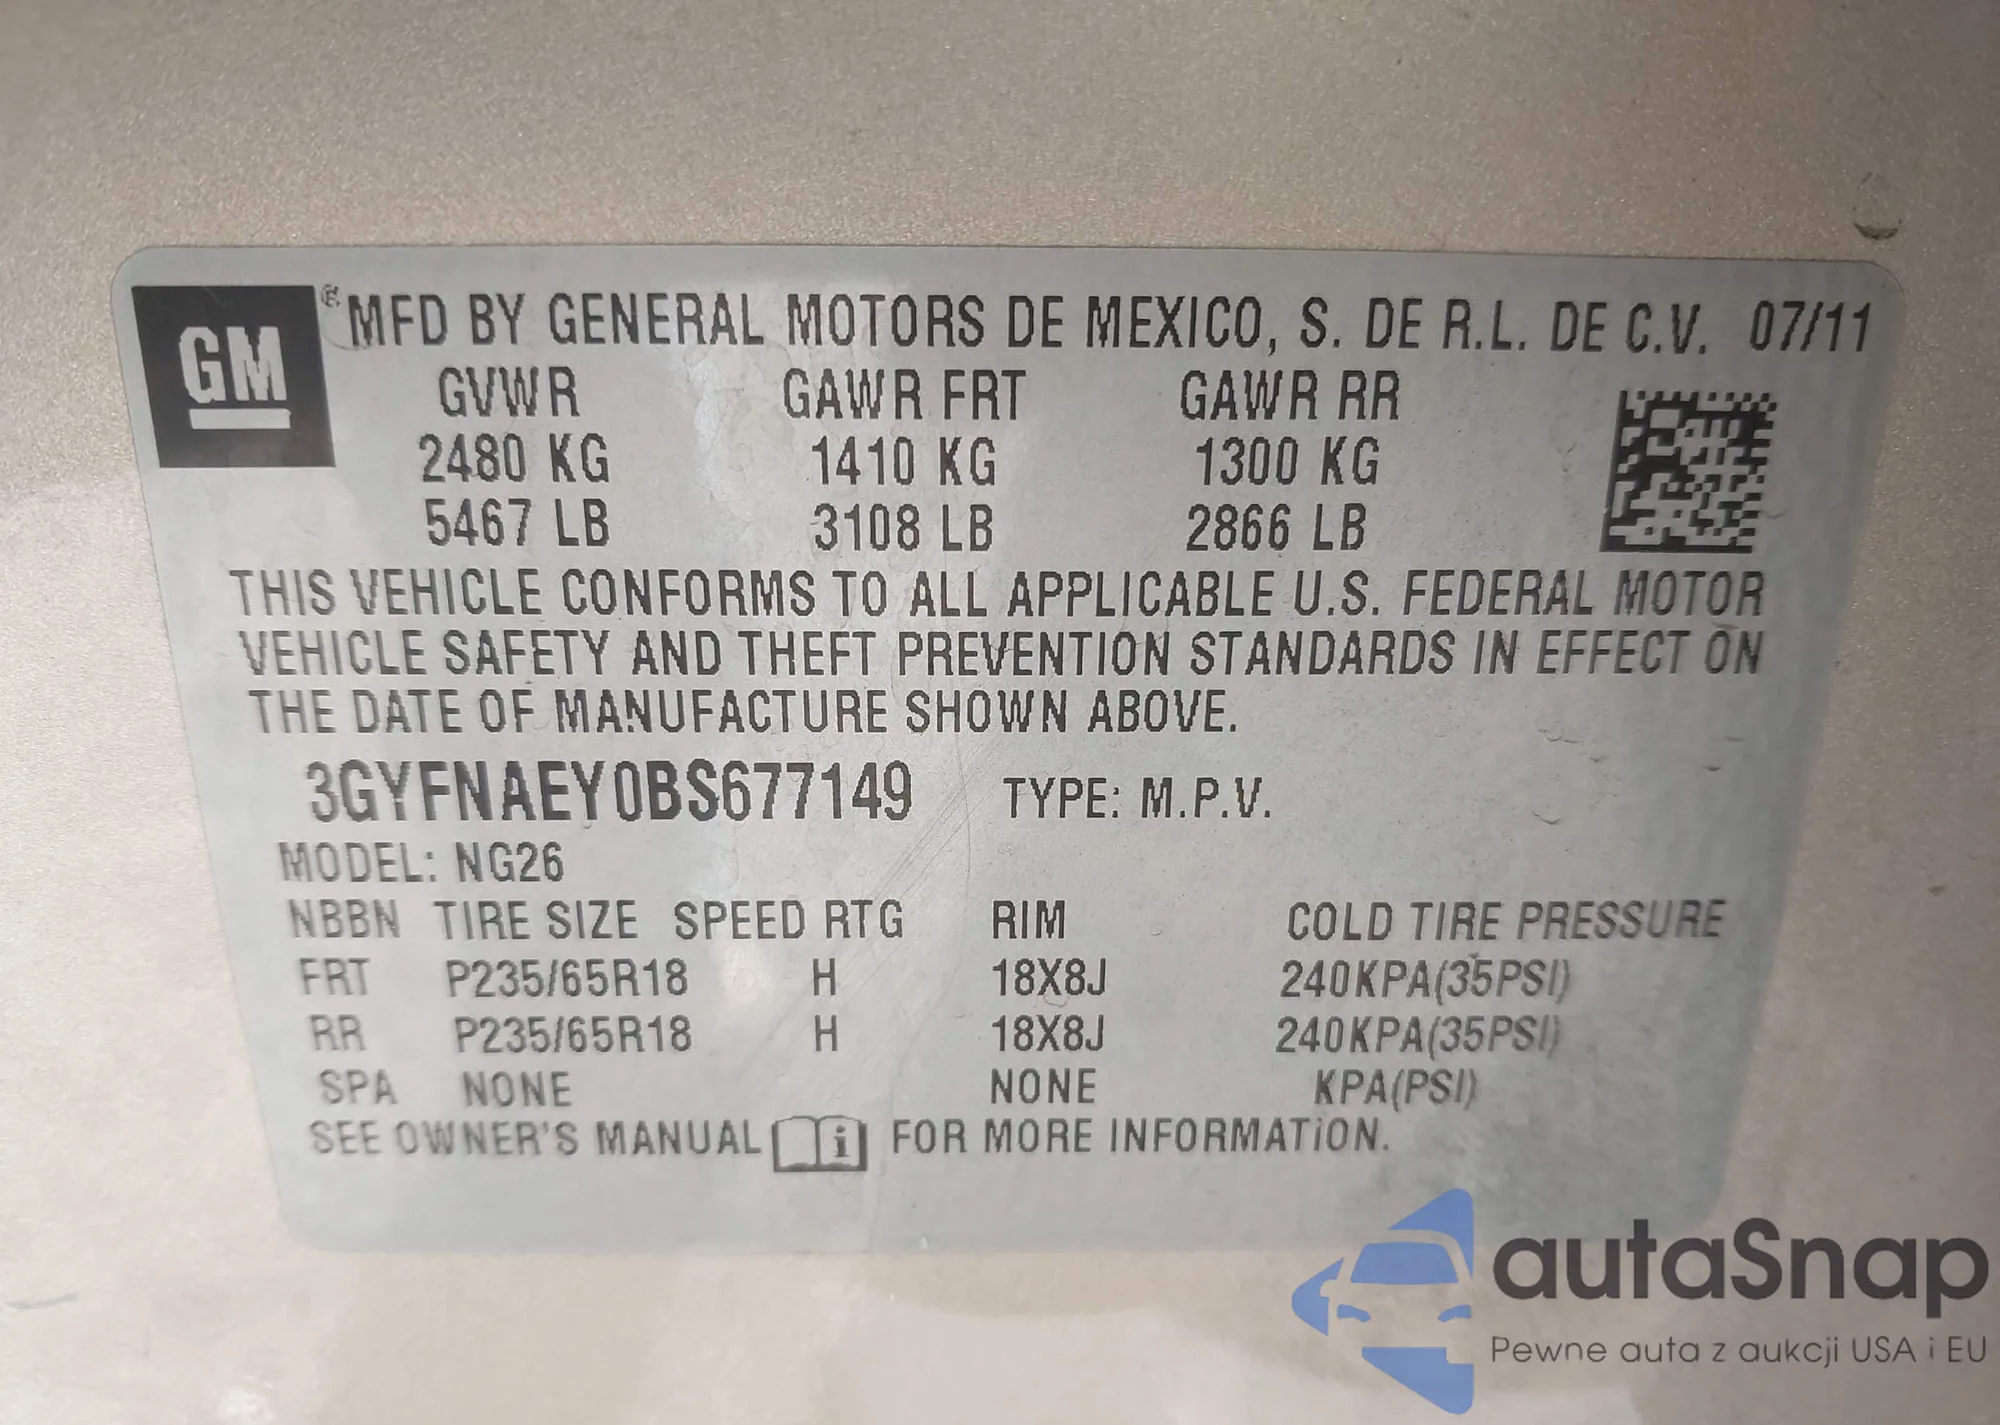 GM ® MFD BY GENERAL MOTORS DE MEXICO, S. DE R.L. DE C.V. 07/11
GVWR GAWR FRT GAWR RR
2480 KG 1410 KG 1300 KG
5467 LB 3108 LB 2866 LB
THIS VEHICLE CONFORMS TO ALL APPLICABLE U.S. FEDERAL MOTOR
VEHICLE SAFETY AND THEFT PREVENTION STANDARDS IN EFFECT ON
THE DATE OF MANUFACTURE SHOWN ABOVE.
3GYFNAEY0BS677149 TYPE: M.P.V.
MODEL: NG26
NBBN TIRE SIZE SPEED RTG RIM COLD TIRE PRESSURE
FRT P235/65R18 H 18X8J 240KPA(35PSI)
RR P235/65R18 H 18X8J 240KPA(35PSI)
SPA NONE NONE KPA(PSI)
SEE OWNER'S MANUAL i FOR MORE INFORMATION.
autaSnap
Pewne auta z aukcji USA i EU